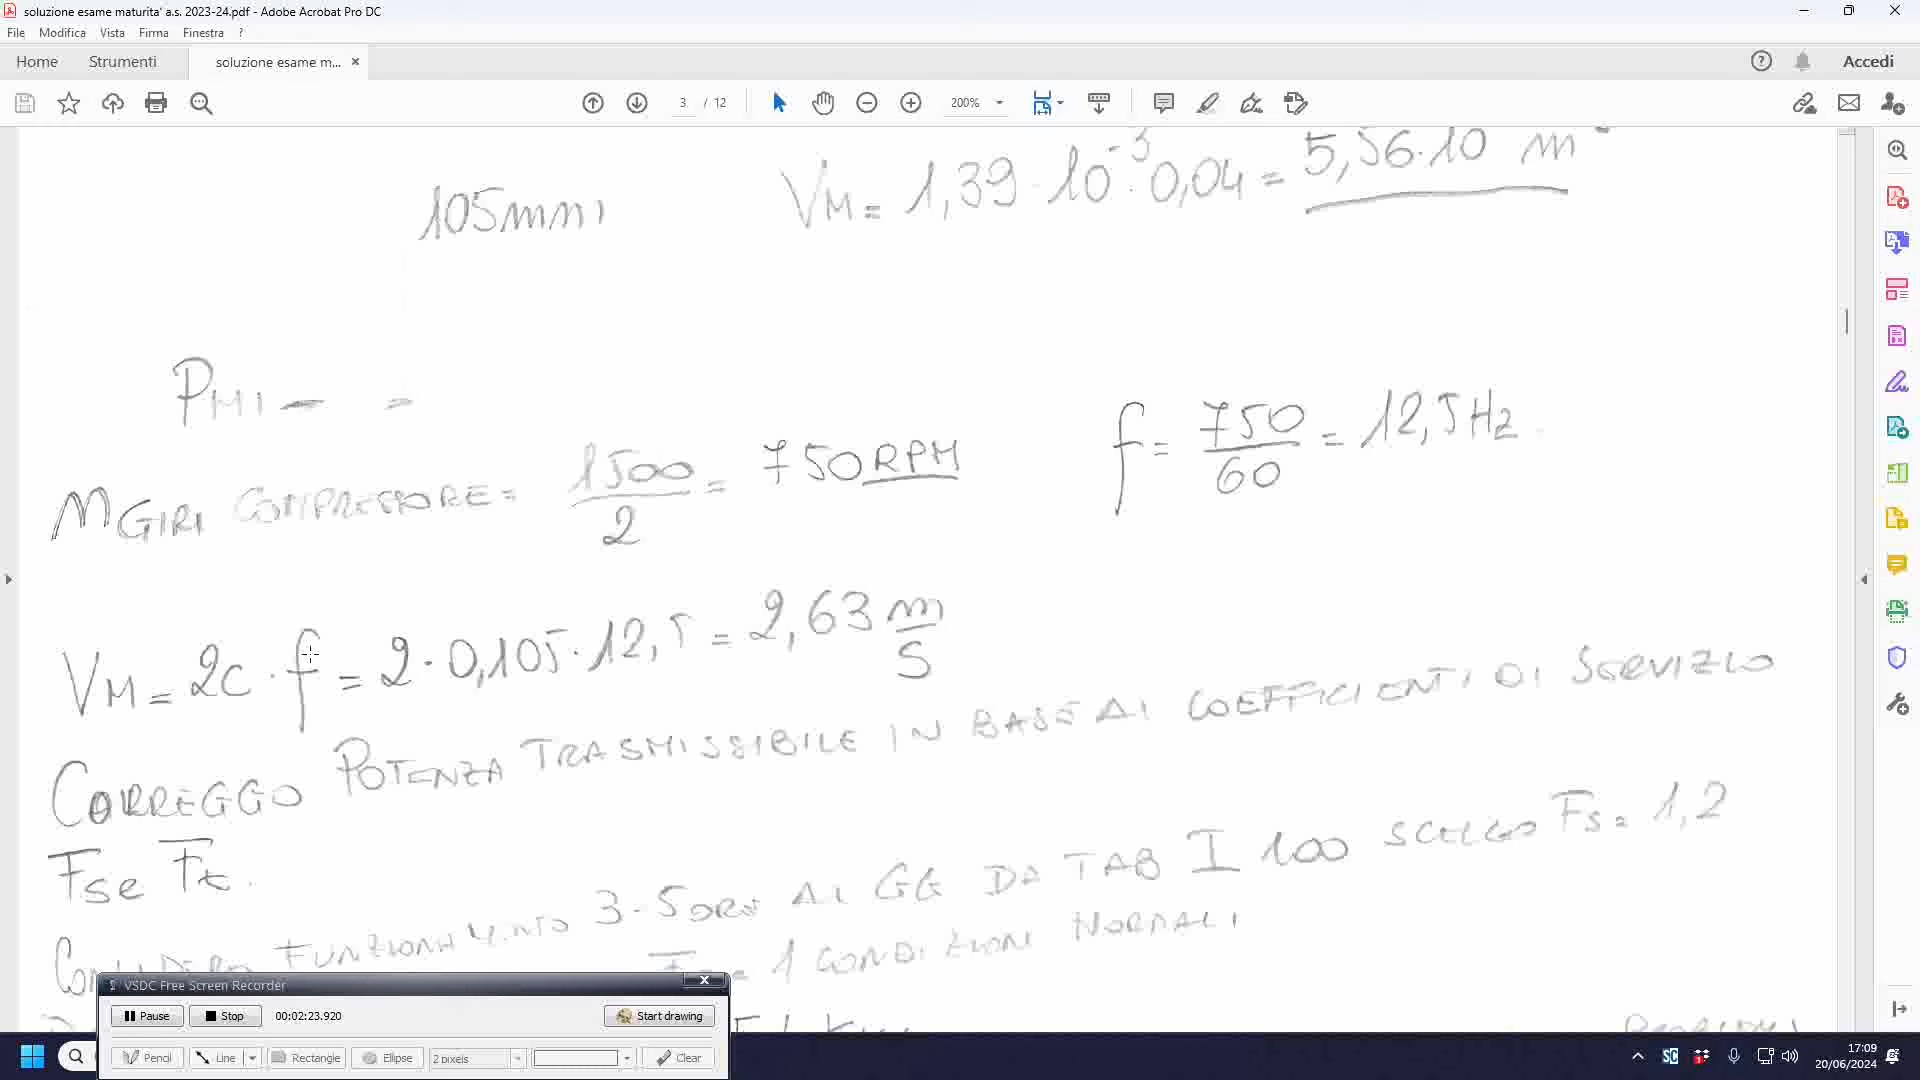 soluzione esame maturita' a.s. 2023-24.pdf - Adobe Acrobat Pro DC
File Modifica Vista Firma Finestra ?
Home Strumenti soluzione esame m... × Accedi
3 / 12 200%
105mm
VM = 1,39 · 10⁻³ · 0,04 = 5,56·10 m
PMI - =
f = 750/60 = 12,5 Hz
M GIRI COMPRESSORE = 1500/2 = 750 RPM
VM = 2c · f = 2 · 0,105 · 12,5 = 2,63 m/s
CORREGGO POTENZA TRASMISSIBILE IN BASE AI COEFFICIENTI DI SERVIZIO
Fs e Ft.
FUNZIONAMENTO 3-5 ORE AL GG DA TAB I 100 SCELGO Fs = 1,2
= 1 CONDIZIONI NORMALI
VSDC Free Screen Recorder
Pause Stop 00:02:23.920 Start drawing
Pencil Line Rectangle Ellipse 2 pixels Clear
17:09
20/06/2024